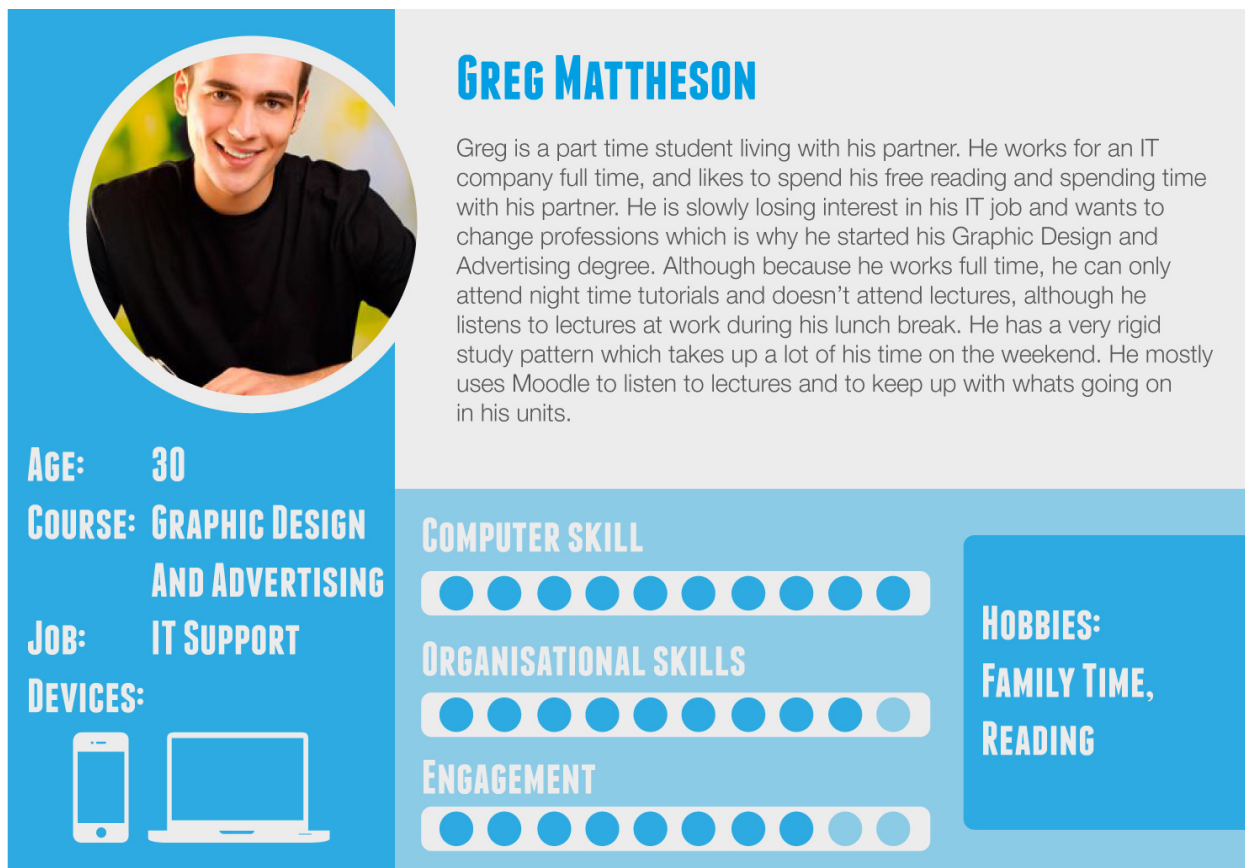 GREG MATTHESON
Greg is a part time student living with his partner. He works for an IT
company full time, and likes to spend his free reading and spending time
with his partner. He is slowly losing interest in his IT job and wants to
change professions which is why he started his Graphic Design and
Advertising degree. Although because he works full time, he can only
attend night time tutorials and doesn’t attend lectures, although he
listens to lectures at work during his lunch break. He has a very rigid
study pattern which takes up a lot of his time on the weekend. He mostly
uses Moodle to listen to lectures and to keep up with whats going on
in his units.
AGE: 30
COURSE: GRAPHIC DESIGN
AND ADVERTISING
JOB: IT SUPPORT
DEVICES:
COMPUTER SKILL
ORGANISATIONAL SKILLS
ENGAGEMENT
HOBBIES:
FAMILY TIME,
READING